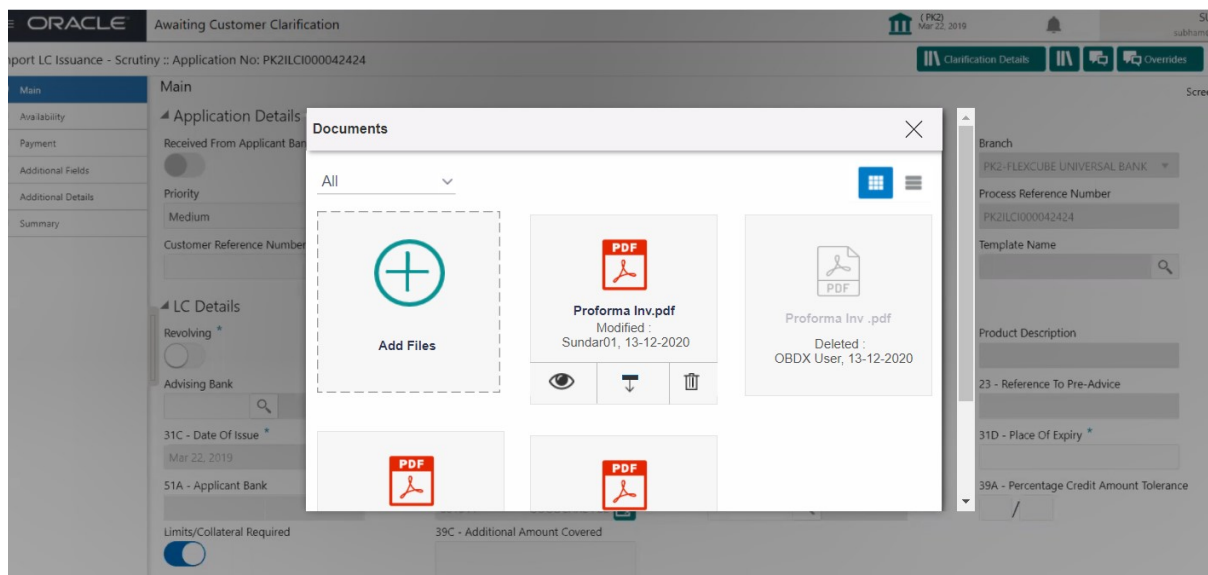 ORACLE
Awaiting Customer Clarification
( PK2)
Mar 22, 2019
mport LC Issuance - Scrutiny :: Application No: PK2ILCI000042424
Clarification Details
Overrides
Main
Availability
Payment
Additional Fields
Additional Details
Summary
Main
Application Details
Received From Applicant Ban
Priority
Medium
Customer Reference Number
LC Details
Revolving *
Advising Bank
31C - Date Of Issue *
Mar 22, 2019
51A - Applicant Bank
Limits/Collateral Required
39C - Additional Amount Covered
Documents
All
Add Files
PDF
Proforma Inv.pdf
Modified :
Sundar01, 13-12-2020
PDF
Proforma Inv .pdf
Deleted :
OBDX User, 13-12-2020
PDF
PDF
Scree
Branch
PK2-FLEXCUBE UNIVERSAL BANK
Process Reference Number
PK2ILCI000042424
Template Name
Product Description
23 - Reference To Pre-Advice
31D - Place Of Expiry *
39A - Percentage Credit Amount Tolerance
/